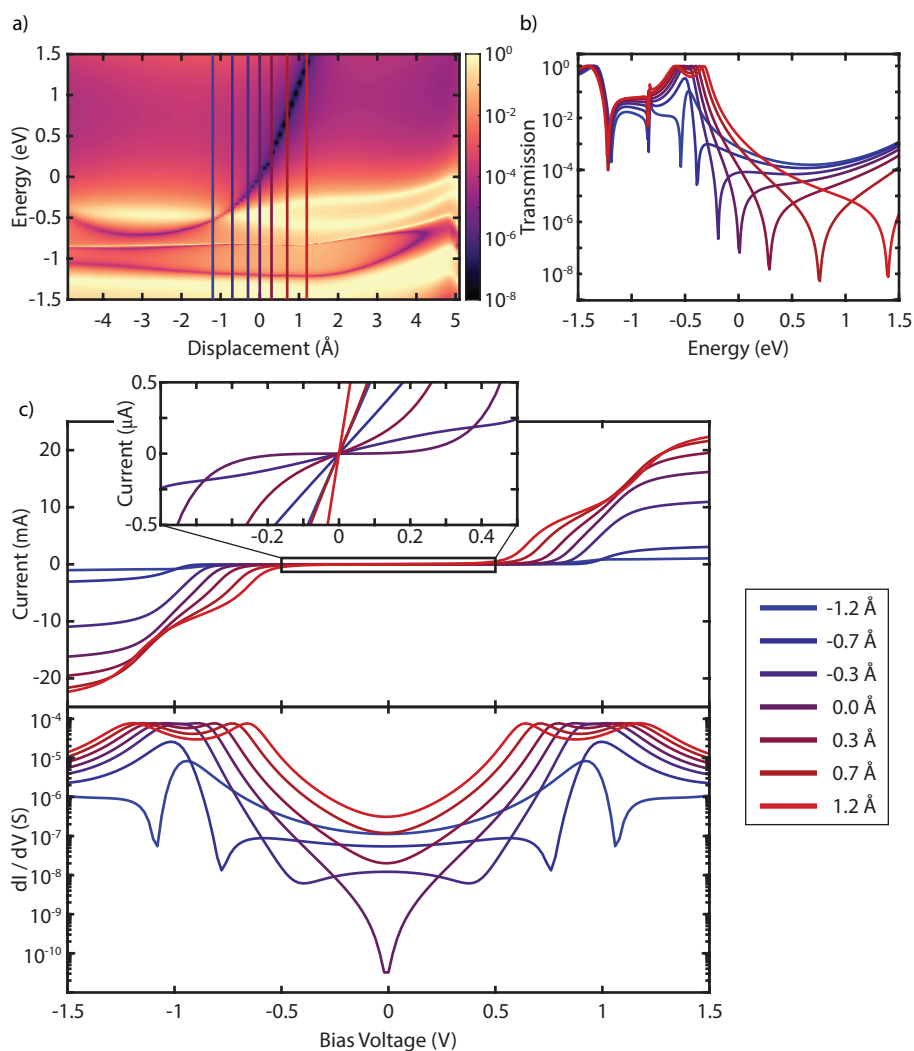 a)
1.5
0.5
0
-0.5
-1
-1.5
Energy (eV)
-4 -3 -2 -1 0 1 2 3 4 5
Displacement (Å)
10⁰
10⁻²
10⁻⁴
10⁻⁶
10⁻⁸
b)
10⁰
10⁻²
10⁻⁴
10⁻⁶
10⁻⁸
Transmission
-1.5 -1 -0.5 0 0.5 1 1.5
Energy (eV)
c)
0.5
0
-0.5
Current (μA)
-0.2 0 0.2 0.4
20
10
0
-10
-20
Current (mA)
10⁻⁴
10⁻⁵
10⁻⁶
10⁻⁷
10⁻⁸
10⁻⁹
10⁻¹⁰
dI / dV (S)
-1.5 -1 -0.5 0 0.5 1 1.5
Bias Voltage (V)
-1.2 Å
-0.7 Å
-0.3 Å
0.0 Å
0.3 Å
0.7 Å
1.2 Å